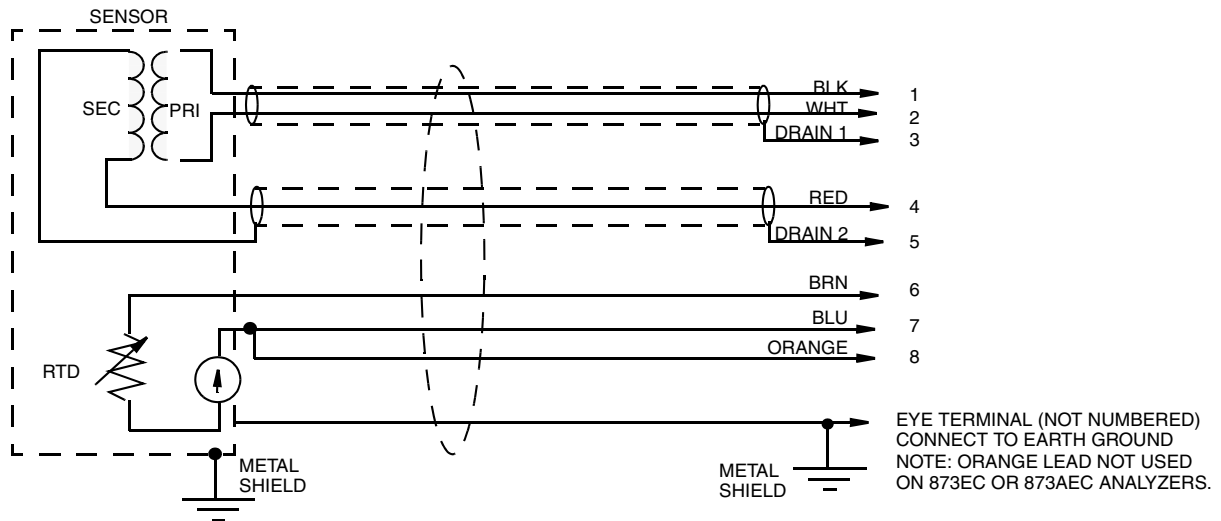 SENSOR
SEC
PRI
BLK 1
WHT 2
DRAIN 1 3
RED 4
DRAIN 2 5
BRN 6
BLU 7
ORANGE 8
RTD
METAL
SHIELD
METAL
SHIELD
EYE TERMINAL (NOT NUMBERED)
CONNECT TO EARTH GROUND
NOTE: ORANGE LEAD NOT USED
ON 873EC OR 873AEC ANALYZERS.